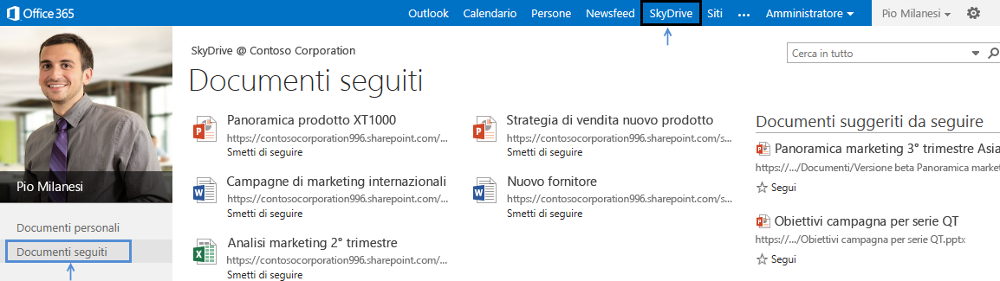 Office 365
Outlook Calendario Persone Newsfeed SkyDrive Siti ••• Amministratore Pio Milanesi
SkyDrive @ Contoso Corporation
Cerca in tutto
Documenti seguiti
Pio Milanesi
Documenti personali
Documenti seguiti
Panoramica prodotto XT1000
https://contosocorporation996.sharepoint.com/...
Smetti di seguire
Strategia di vendita nuovo prodotto
https://contosocorporation996.sharepoint.com/s...
Smetti di seguire
Campagne di marketing internazionali
https://contosocorporation996.sharepoint.com/...
Smetti di seguire
Nuovo fornitore
https://contosocorporation996.sharepoint.com/s...
Smetti di seguire
Analisi marketing 2° trimestre
https://contosocorporation996.sharepoint.com/...
Smetti di seguire
Documenti suggeriti da seguire
Panoramica marketing 3° trimestre Asia
https://.../Documenti/Versione beta Panoramica market
Segui
Obiettivi campagna per serie QT
https://.../Obiettivi campagna per serie QT.pptx
Segui